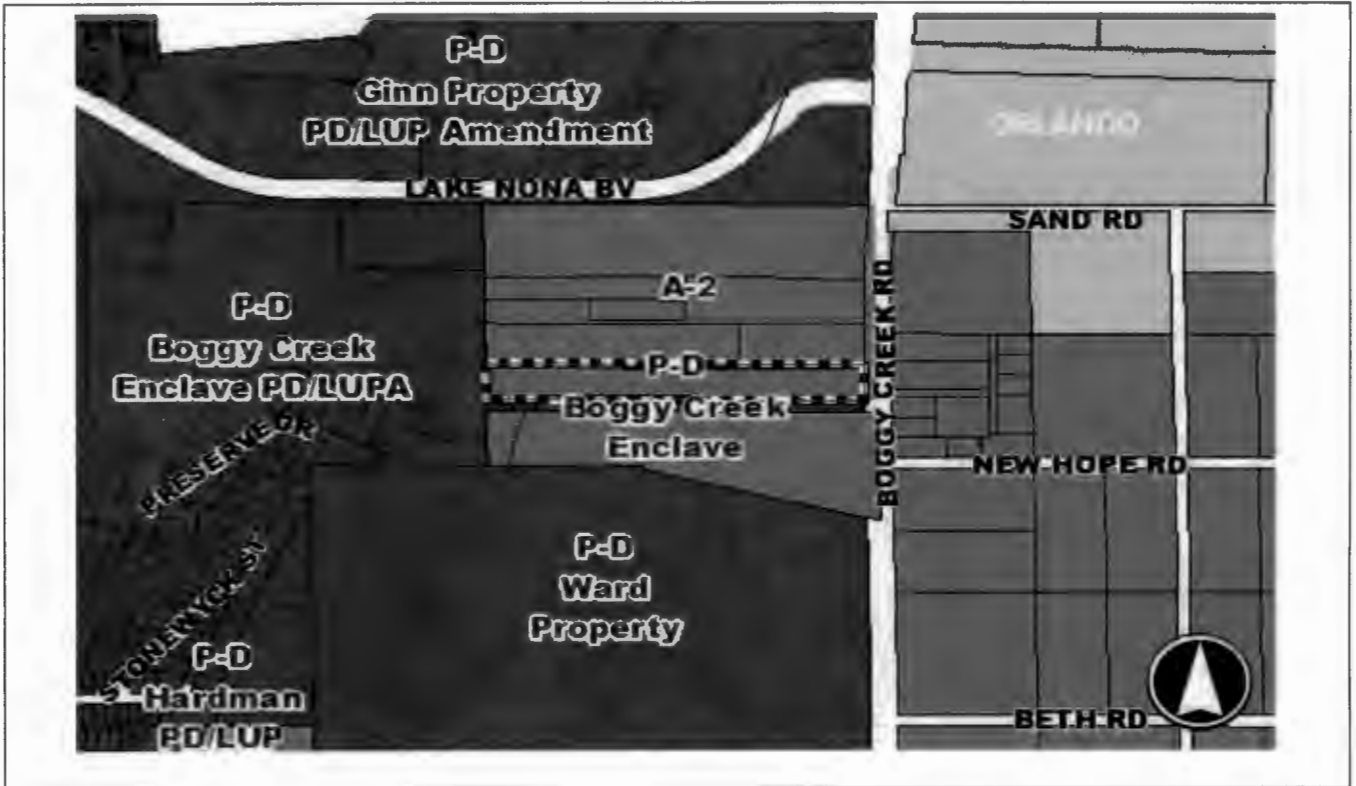 P-D
Ginn Property
PD/LUP Amendment
ORLANDO
LAKE NONA BV
SAND RD
A-2
BOGGY CREEK RD
P-D
Boggy Creek
Enclave PD/LUPA
P-D
Boggy Creek
Enclave
PRESERVE DR
NEW HOPE RD
P-D
Ward
Property
STONEWYCK ST
P-D
Hardman
PD/LUP
BETH RD